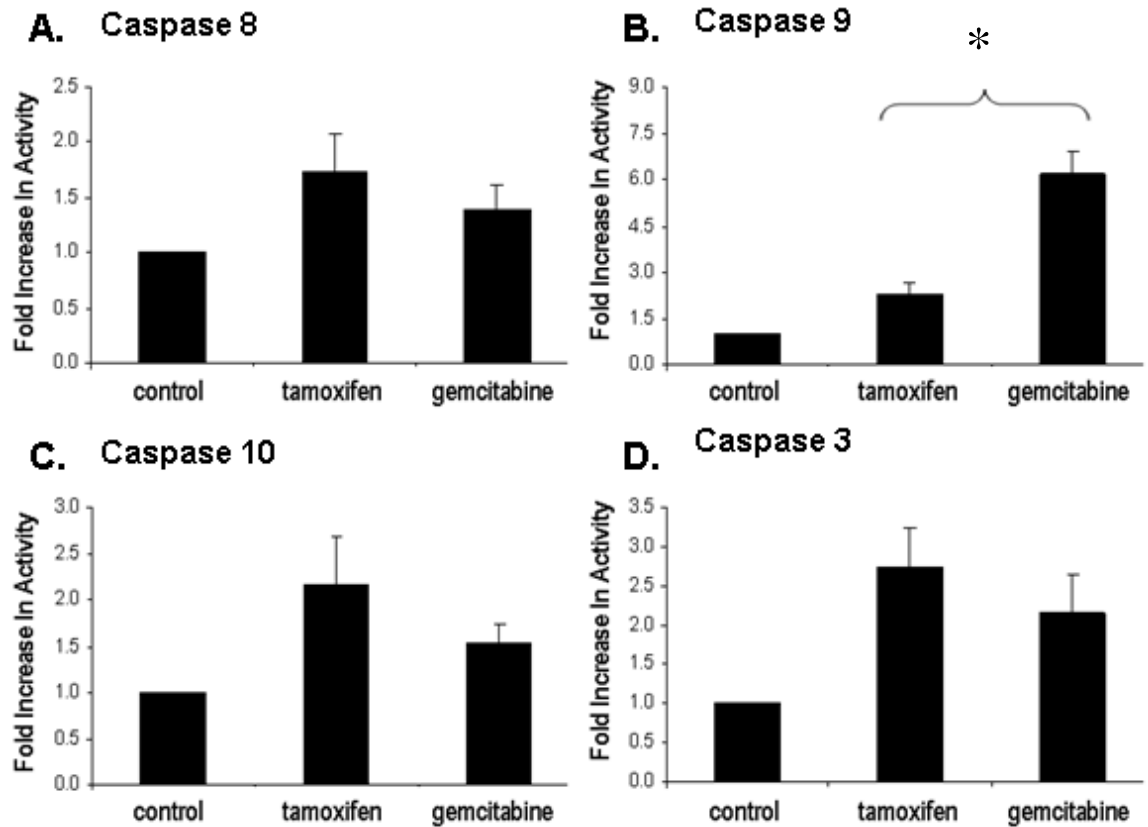 A. Caspase 8
Fold Increase In Activity
2.5
2.0
1.5
1.0
0.5
0.0
control tamoxifen gemcitabine
B. Caspase 9
*
Fold Increase In Activity
9.0
7.5
6.0
4.5
3.0
1.5
0.0
control tamoxifen gemcitabine
C. Caspase 10
Fold Increase In Activity
3.0
2.5
2.0
1.5
1.0
0.5
0.0
control tamoxifen gemcitabine
D. Caspase 3
Fold Increase In Activity
3.5
3.0
2.5
2.0
1.5
1.0
0.5
0.0
control tamoxifen gemcitabine